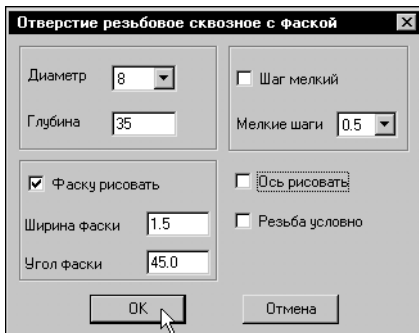 Отверстие резьбовое сквозное с фаской
Диаметр 8
Глубина 35
Шаг мелкий
Мелкие шаги 0.5
Фаску рисовать
Ширина фаски 1.5
Угол фаски 45.0
Ось рисовать
Резьба условно
OK Отмена